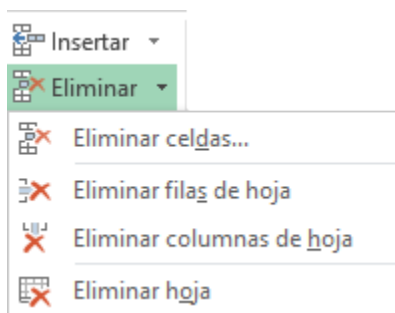 Insertar
Eliminar
Eliminar celdas...
Eliminar filas de hoja
Eliminar columnas de hoja
Eliminar hoja